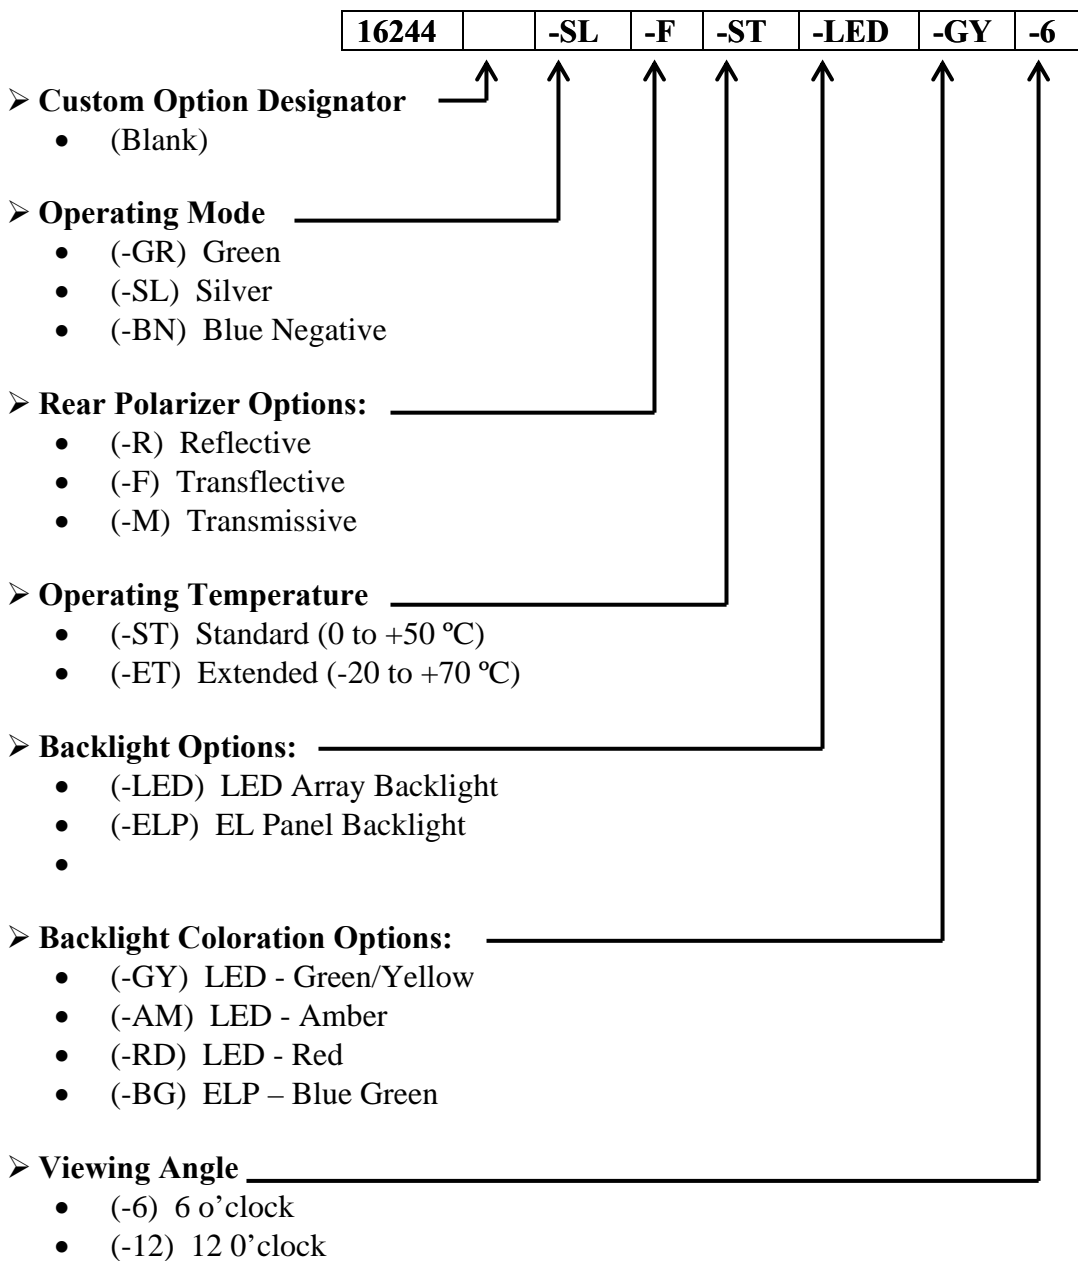 16244 -SL -F -ST -LED -GY -6
➢ Custom Option Designator
• (Blank)
➢ Operating Mode
• (-GR) Green
• (-SL) Silver
• (-BN) Blue Negative
➢ Rear Polarizer Options:
• (-R) Reflective
• (-F) Transflective
• (-M) Transmissive
➢ Operating Temperature
• (-ST) Standard (0 to +50 ºC)
• (-ET) Extended (-20 to +70 ºC)
➢ Backlight Options:
• (-LED) LED Array Backlight
• (-ELP) EL Panel Backlight
•
➢ Backlight Coloration Options:
• (-GY) LED - Green/Yellow
• (-AM) LED - Amber
• (-RD) LED - Red
• (-BG) ELP – Blue Green
➢ Viewing Angle
• (-6) 6 o’clock
• (-12) 12 0’clock